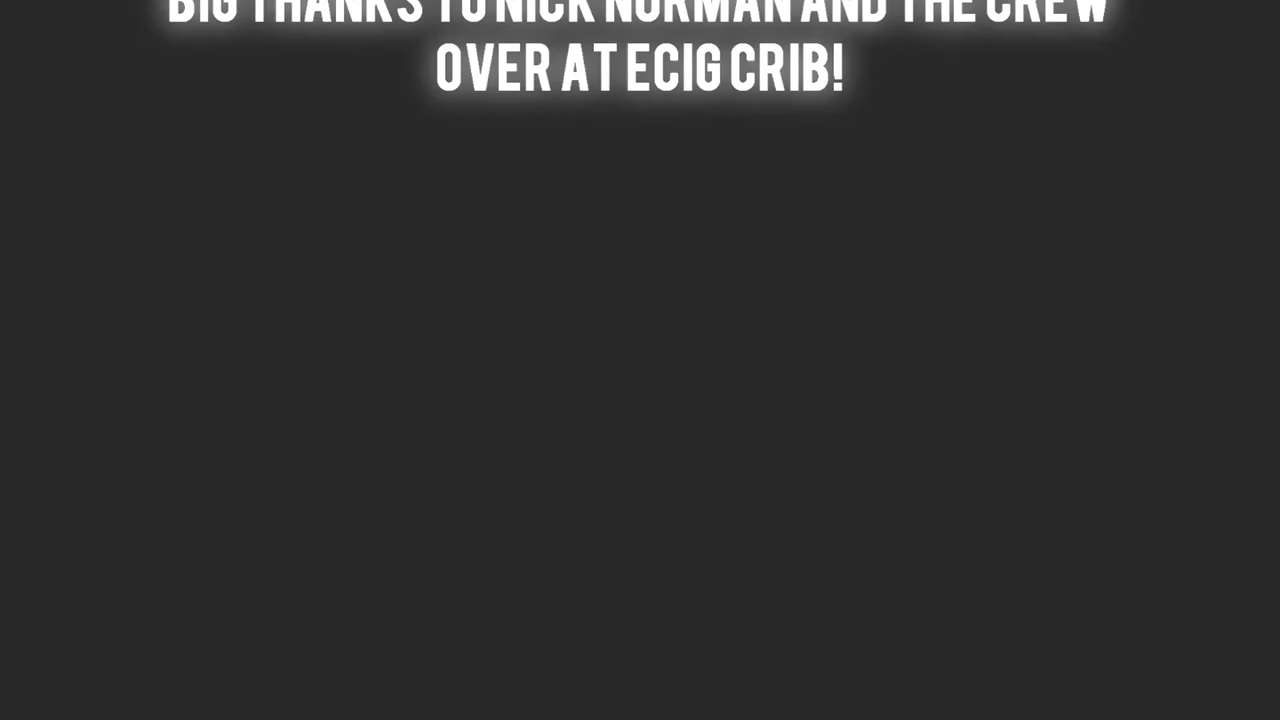 BIG THANKS TO NICK NORMAN AND THE CREW
OVER AT ECIG CRIB!